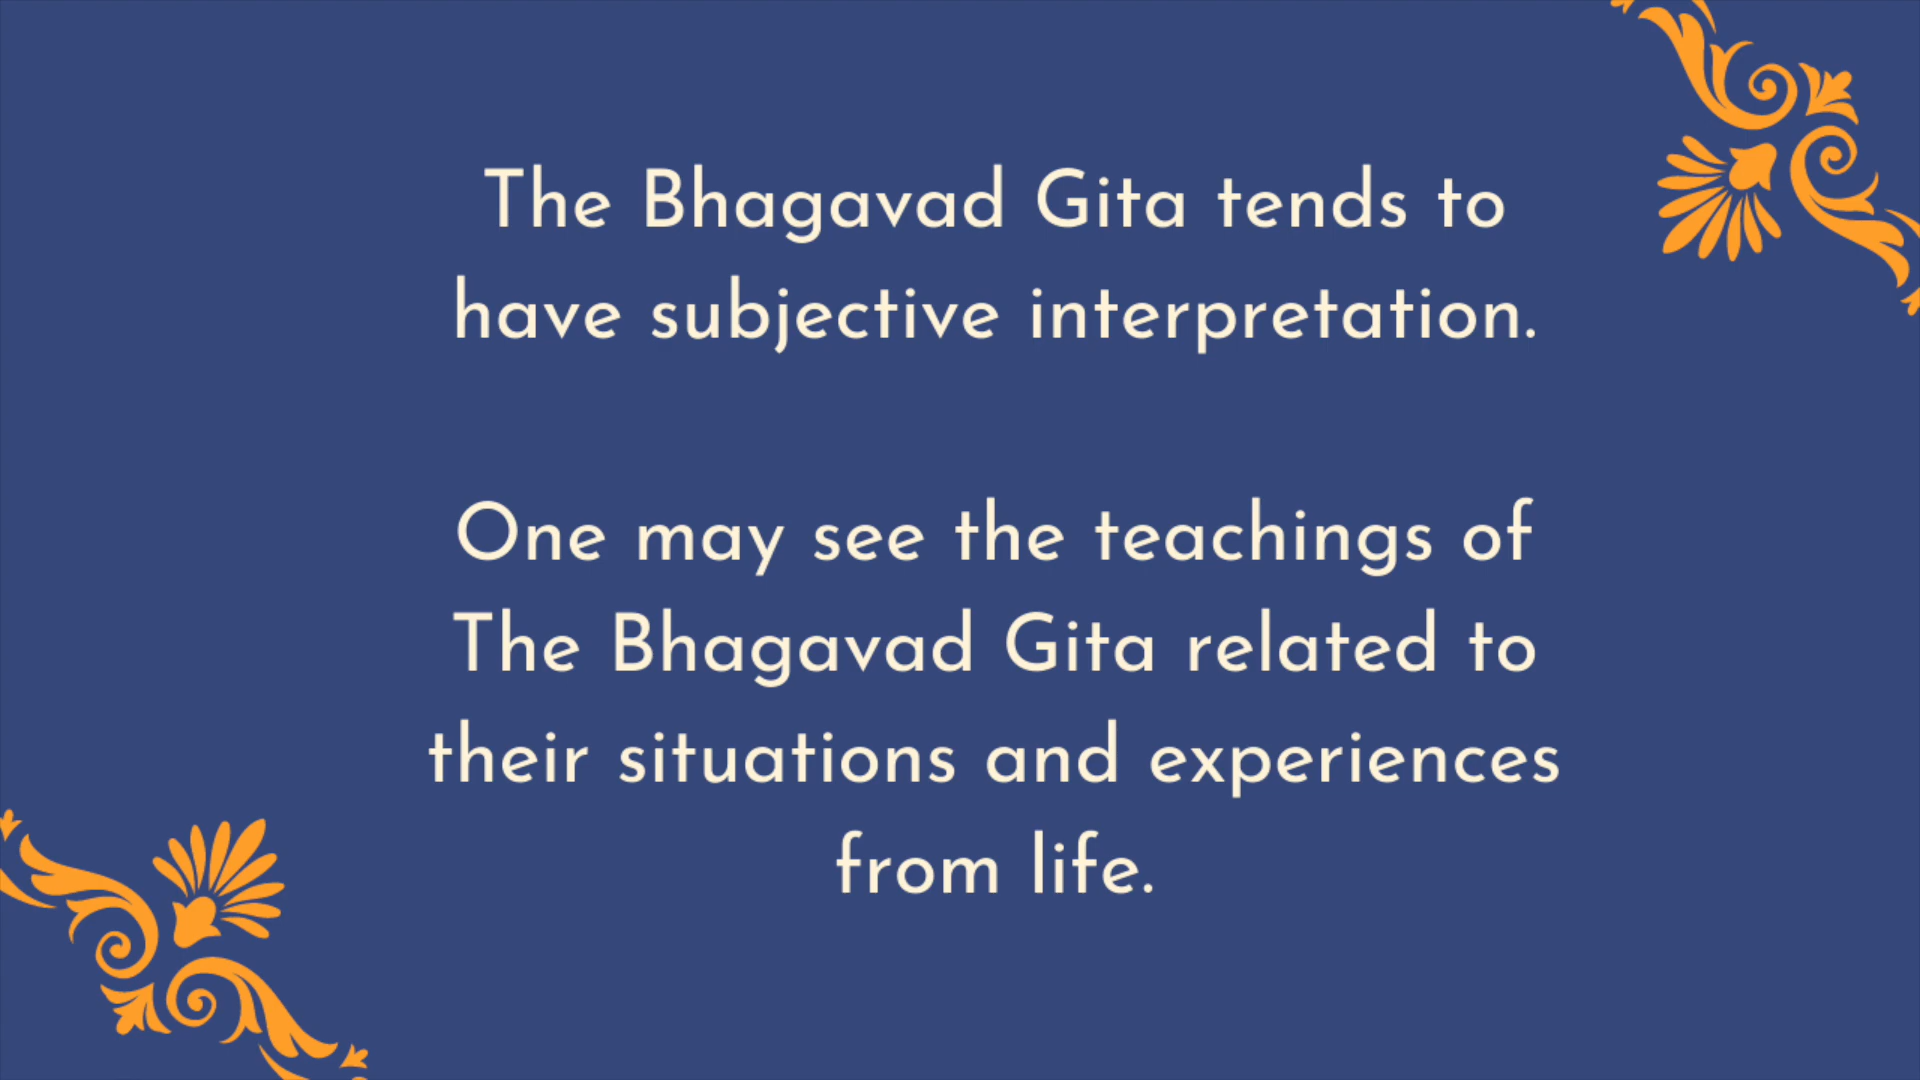 The Bhagavad Gita tends to
have subjective interpretation.
One may see the teachings of
The Bhagavad Gita related to
their situations and experiences
from life.